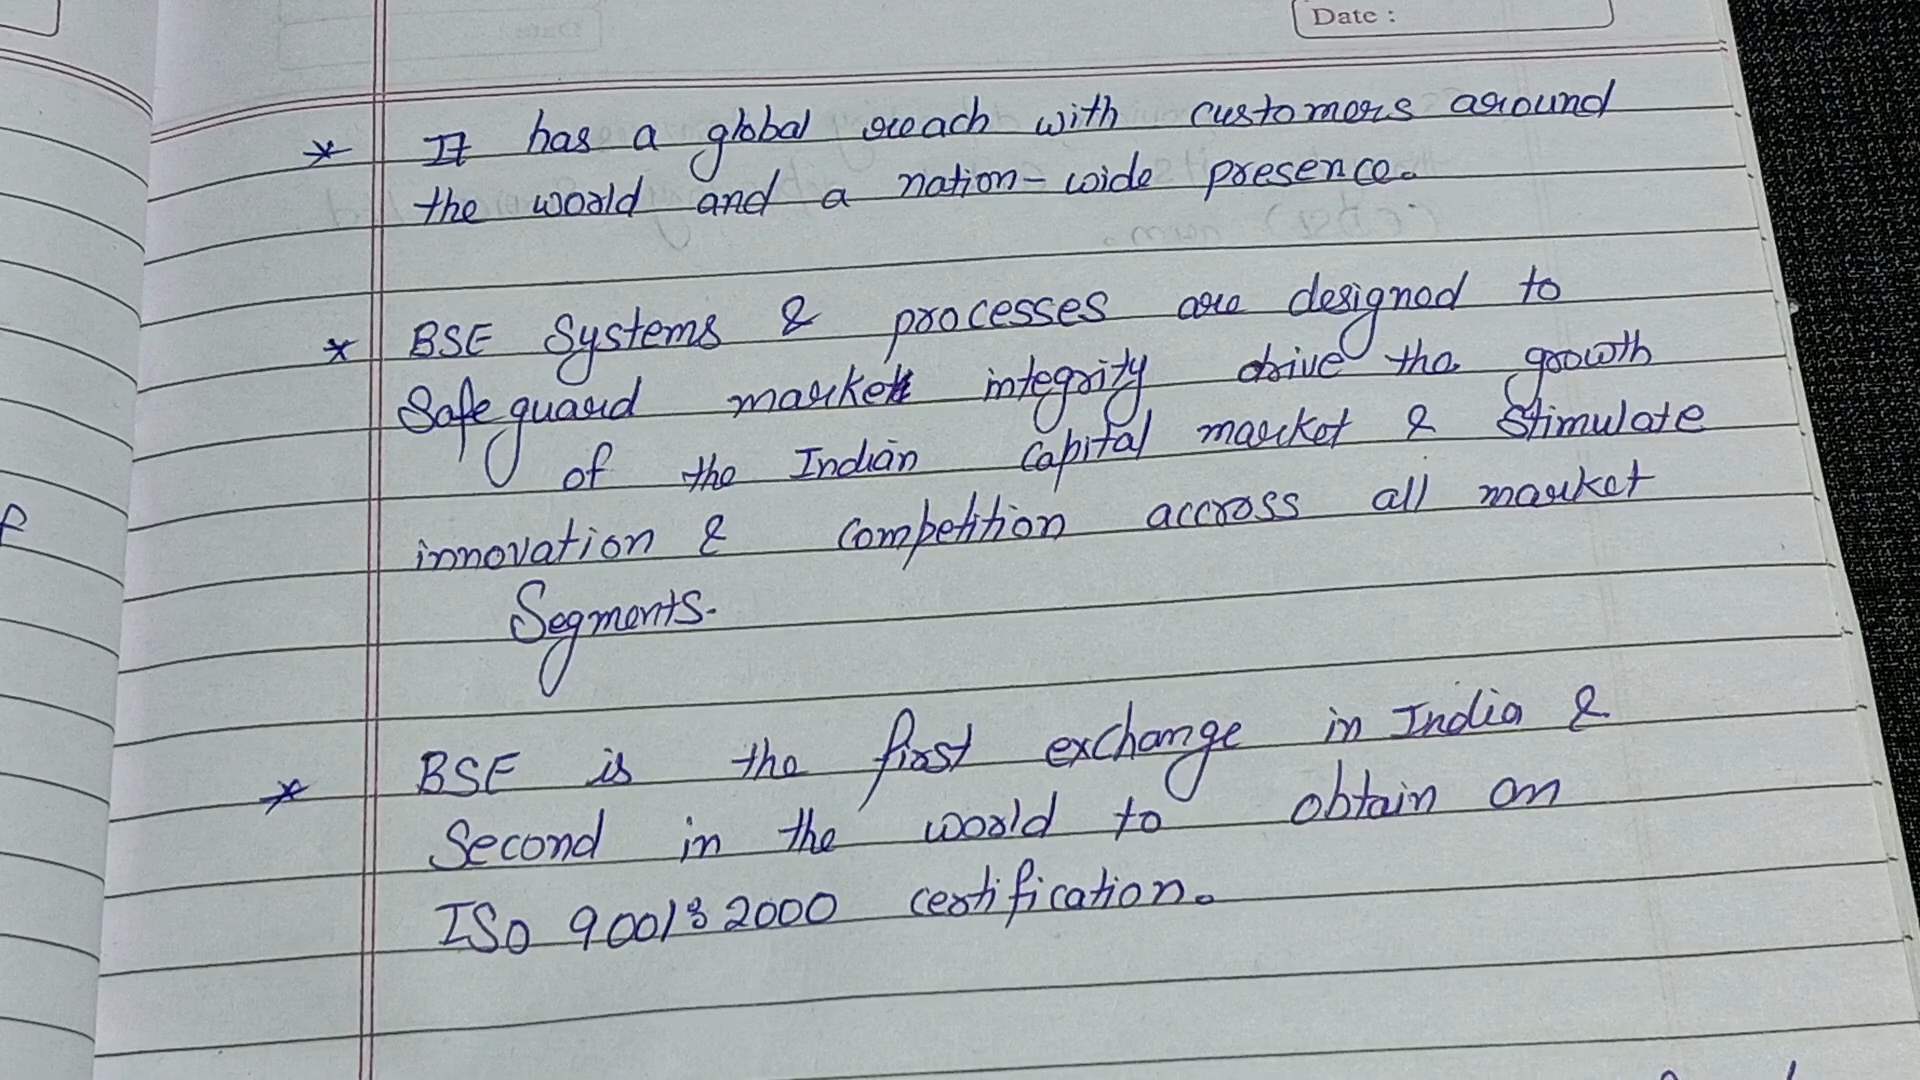 Date :
* It has a global reach with customers around
the world and a nation-wide presence.
* BSE Systems & processes are designed to
Safeguard market integrity drive the growth
of the Indian Capital market & Stimulate
innovation & Competition accross all market
Segments.
* BSE is the first exchange in India &
Second in the world to obtain an
ISO 9001:2000 certification.